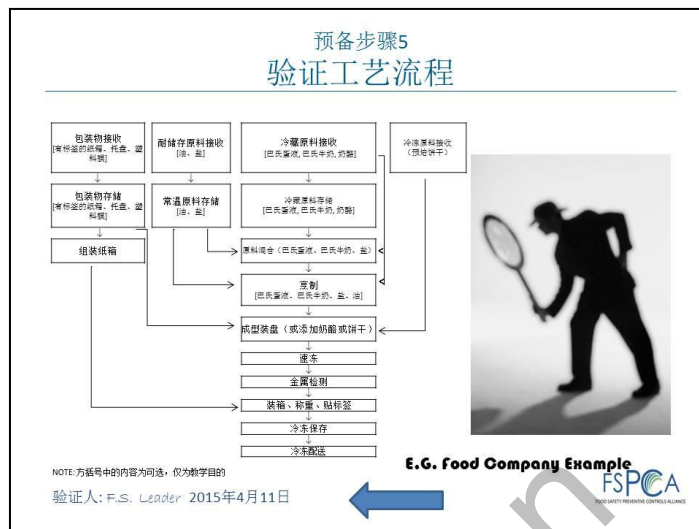 预备步骤5
验证工艺流程
包装物接收
[有标签的纸箱、托盘、塑
料膜]
耐储存原料接收
[油、盐]
冷藏原料接收
[巴氏蛋液, 巴氏牛奶, 奶酪]
冷冻原料接收
(预焙饼干)
包装物存储
[有标签的纸箱、托盘、塑
料膜]
常温原料存储
[油、盐]
冷藏原料存储
[巴氏蛋液, 巴氏牛奶, 奶酪]
组装纸箱
原料混合（巴氏蛋液、巴氏牛奶、盐）
烹制
[巴氏蛋液、巴氏牛奶、盐，油]
成型装盘（或添加奶酪或饼干）
速冻
金属检测
装箱、称重、贴标签
冷冻保存
冷冻配送
NOTE:方括号中的内容为可选，仅为教学目的
E.G. Food Company Example
验证人: F.S. Leader 2015年4月11日
FSPCA
FOOD SAFETY PREVENTIVE CONTROLS ALLIANCE